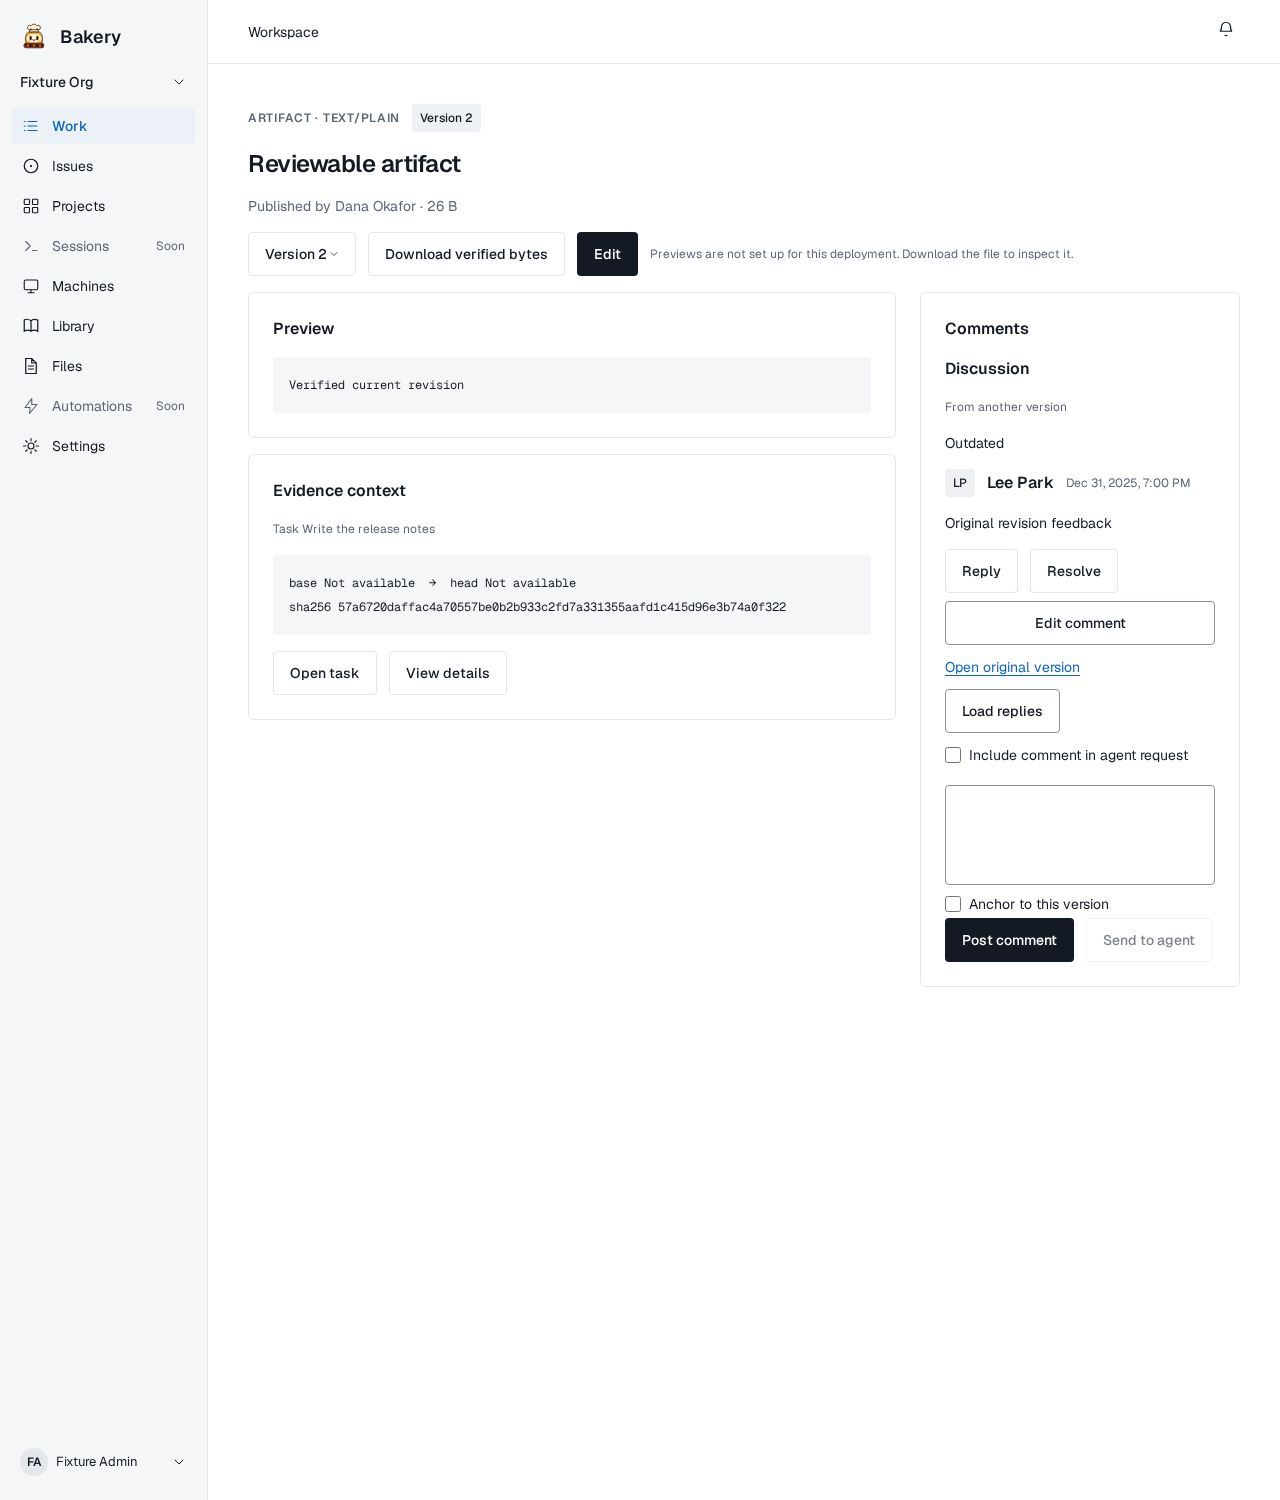 Bakery
Fixture Org
Work
Issues
Projects
Sessions Soon
Machines
Library
Files
Automations Soon
Settings
FA Fixture Admin
Workspace
ARTIFACT · TEXT/PLAIN Version 2
Reviewable artifact
Published by Dana Okafor · 26 B
Version 2 Download verified bytes Edit Previews are not set up for this deployment. Download the file to inspect it.
Preview
Verified current revision
Evidence context
Task Write the release notes
base Not available → head Not available
sha256 57a6720daffac4a70557be0b2b933c2fd7a331355aafd1c415d96e3b74a0f322
Open task View details
Comments
Discussion
From another version
Outdated
LP Lee Park Dec 31, 2025, 7:00 PM
Original revision feedback
Reply Resolve
Edit comment
Open original version
Load replies
Include comment in agent request
Anchor to this version
Post comment Send to agent